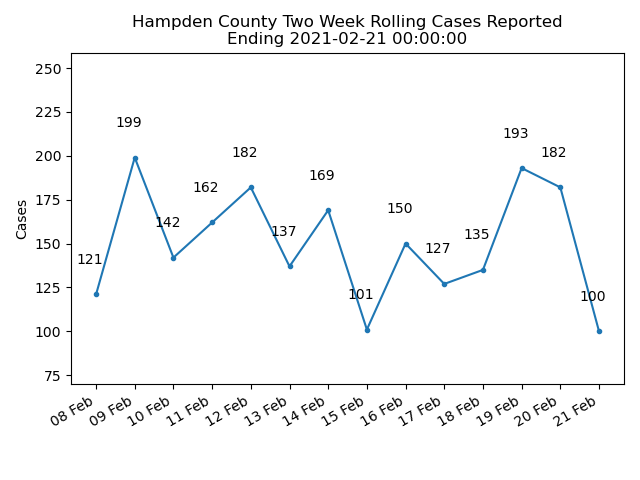 Hampden County Two Week Rolling Cases Reported
Ending 2021-02-21 00:00:00
Cases
250
225
200
175
150
125
100
75
121
199
142
162
182
137
169
101
150
127
135
193
182
100
08 Feb
09 Feb
10 Feb
11 Feb
12 Feb
13 Feb
14 Feb
15 Feb
16 Feb
17 Feb
18 Feb
19 Feb
20 Feb
21 Feb